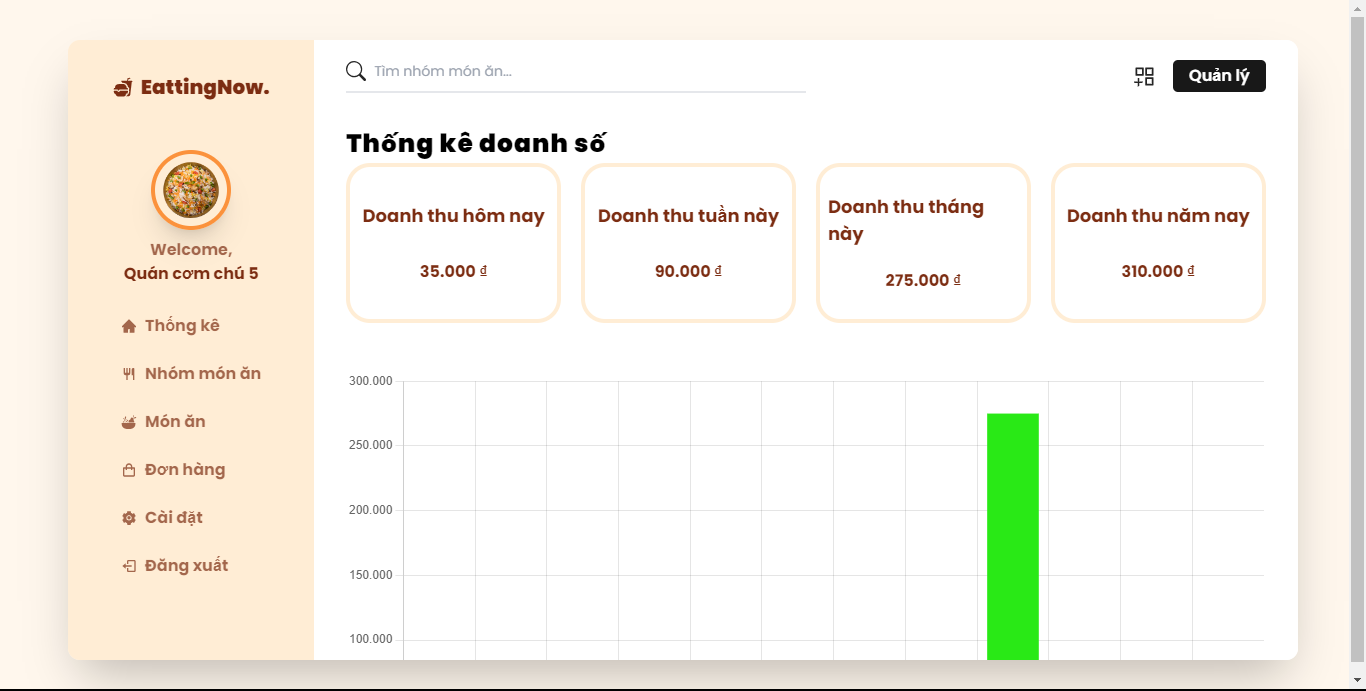 EattingNow.
Welcome,
Quán cơm chú 5
Thống kê
Nhóm món ăn
Món ăn
Đơn hàng
Cài đặt
Đăng xuất
Tìm nhóm món ăn...
Quản lý
Thống kê doanh số
Doanh thu hôm nay
35.000 ₫
Doanh thu tuần này
90.000 ₫
Doanh thu tháng
này
275.000 ₫
Doanh thu năm nay
310.000 ₫
300.000
250.000
200.000
150.000
100.000